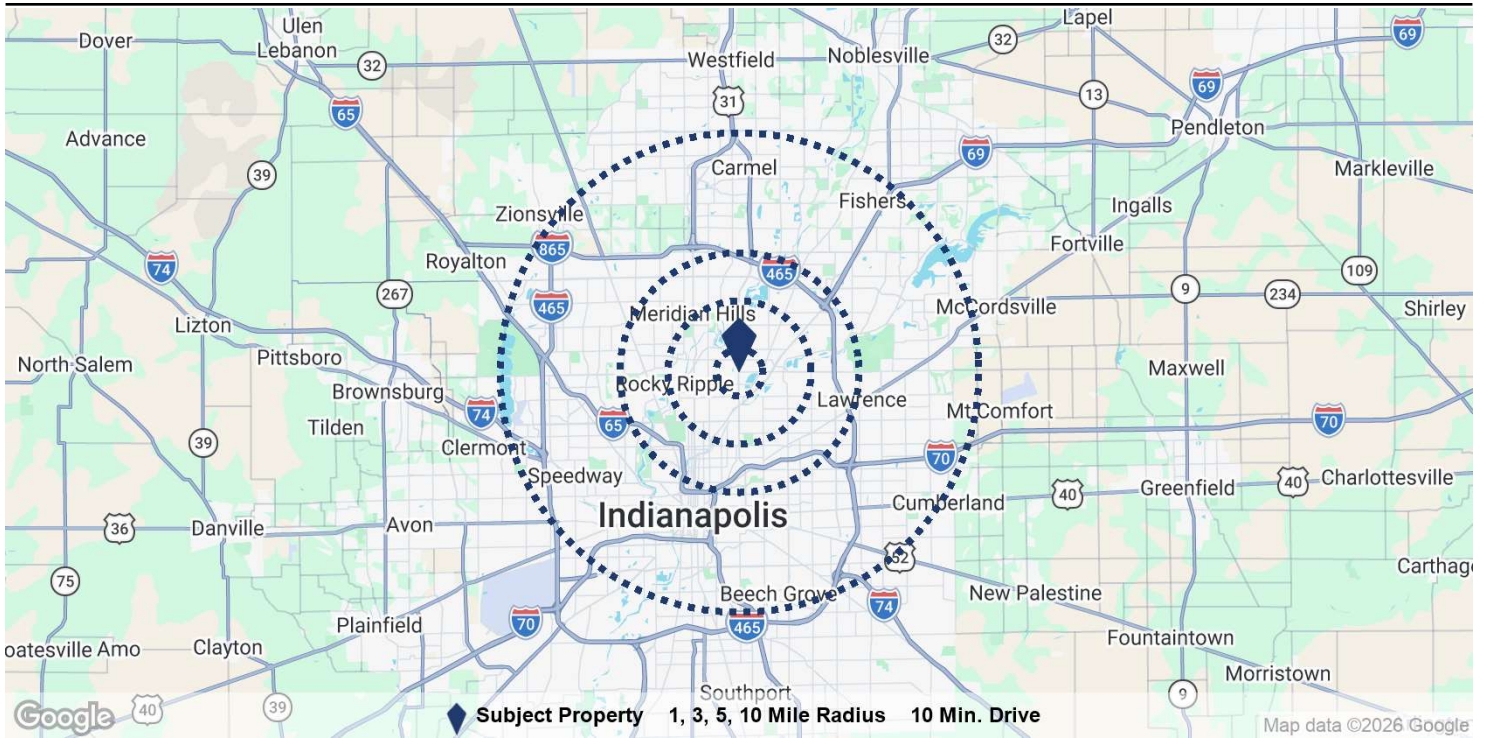 Lapel
Ulen
Dover
Lebanon
32
69
Westfield
Noblesville
32
31
69
13
65
Advance
Pendleton
69
Carmel
Markleville
39
Fishers
Ingalls
Zionsville
865
Fortville
Royalton
465
109
74
267
9
234
465
McCordsville
Shirley
Meridian Hills
Lizton
Pittsboro
North Salem
Maxwell
Brownsburg
Rocky Ripple
Lawrence
74
Mt Comfort
65
70
Tilden
39
Clermont
70
Speedway
Charlottesville
40
Greenfield
40
Cumberland
36
Danville
Avon
Indianapolis
52
Carthage
75
Beech Grove
New Palestine
74
70
465
Plainfield
Fountaintown
oatesville Amo
Clayton
Morristown
Southport
9
39
40
Google
Subject Property 1, 3, 5, 10 Mile Radius 10 Min. Drive
Map data ©2026 Google